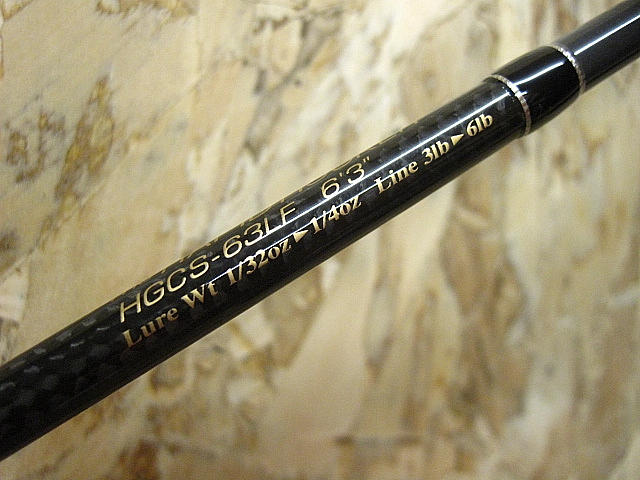 HGCS-63LF 6'3"
Lure Wt 1/32oz►1/4oz Line 3lb►6lb